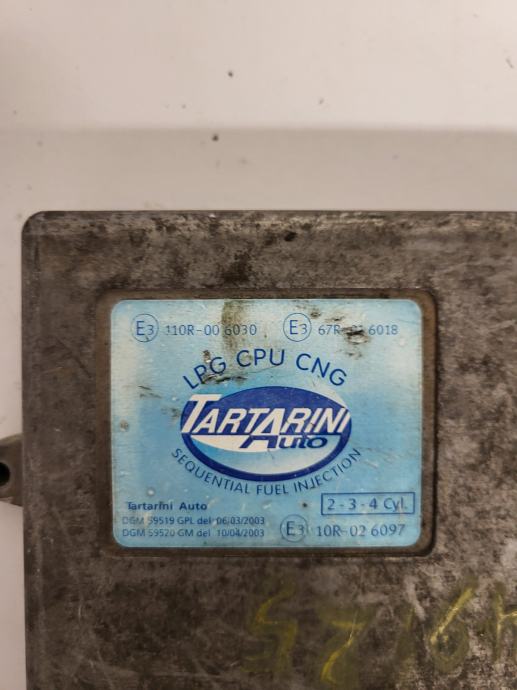 E3 110R-00 6030 E3 67R-01 6018
LPG CPU CNG
TARTARINI
Auto
SEQUENTIAL FUEL INJECTION
Tartarini Auto 2 - 3 - 4 Cyl.
DGM 59519 GPL del 06/03/2003
DGM 59520 GM del 10/04/2003 E3 10R-02 6097